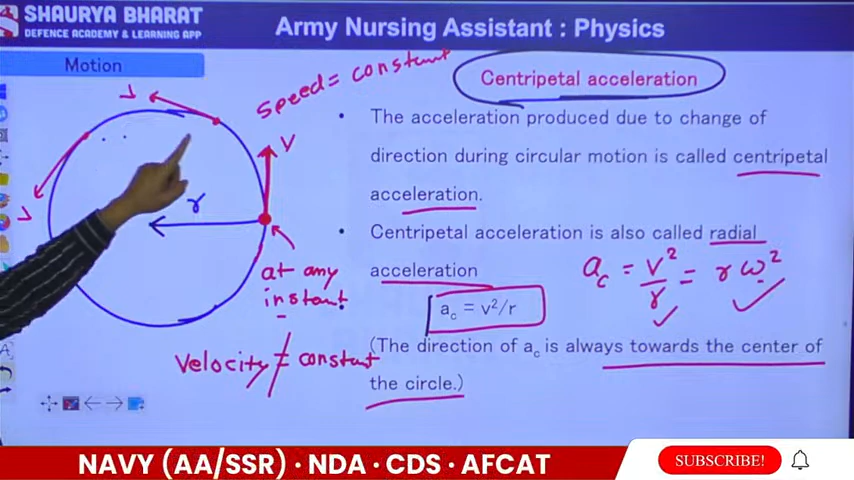 SHAURYA BHARAT
DEFENCE ACADEMY & LEARNING APP
Army Nursing Assistant : Physics
Motion
speed = constant
Centripetal acceleration
• The acceleration produced due to change of
direction during circular motion is called centripetal
acceleration.
• Centripetal acceleration is also called radial
acceleration
a_c = v²/r = rω²
a_c = v²/r
(The direction of a_c is always towards the center of
the circle.)
v
v
v
r
at any
instant.
Velocity ≠ constant
NAVY (AA/SSR) · NDA · CDS · AFCAT
SUBSCRIBE!